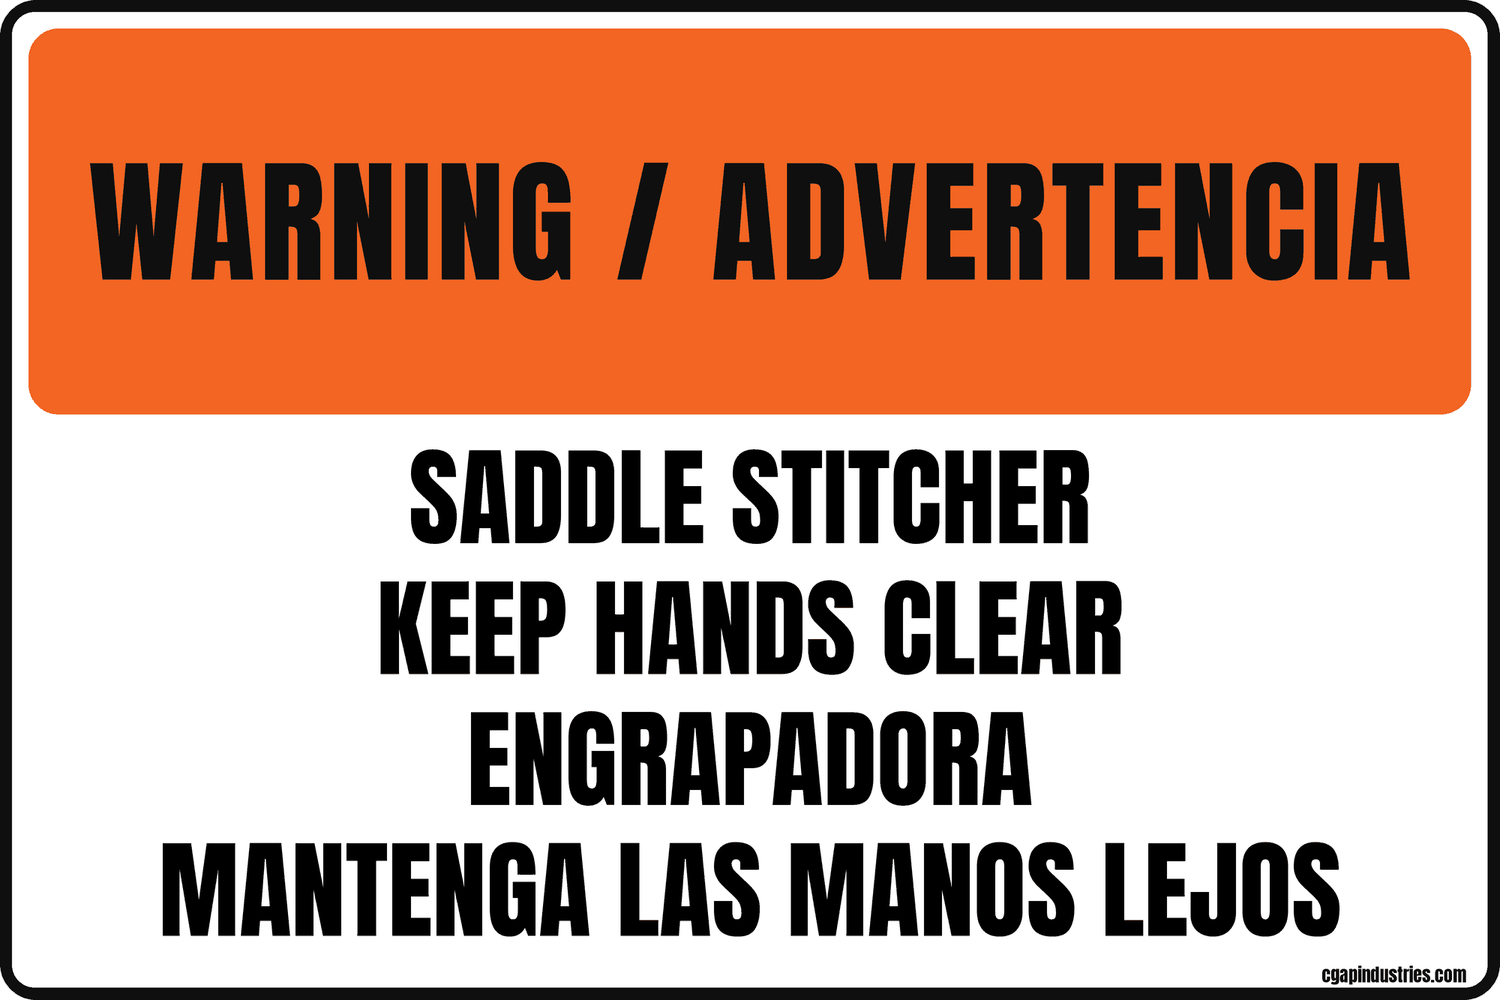 WARNING / ADVERTENCIA
SADDLE STITCHER
KEEP HANDS CLEAR
ENGRAPADORA
MANTENGA LAS MANOS LEJOS
cgapindustries.com